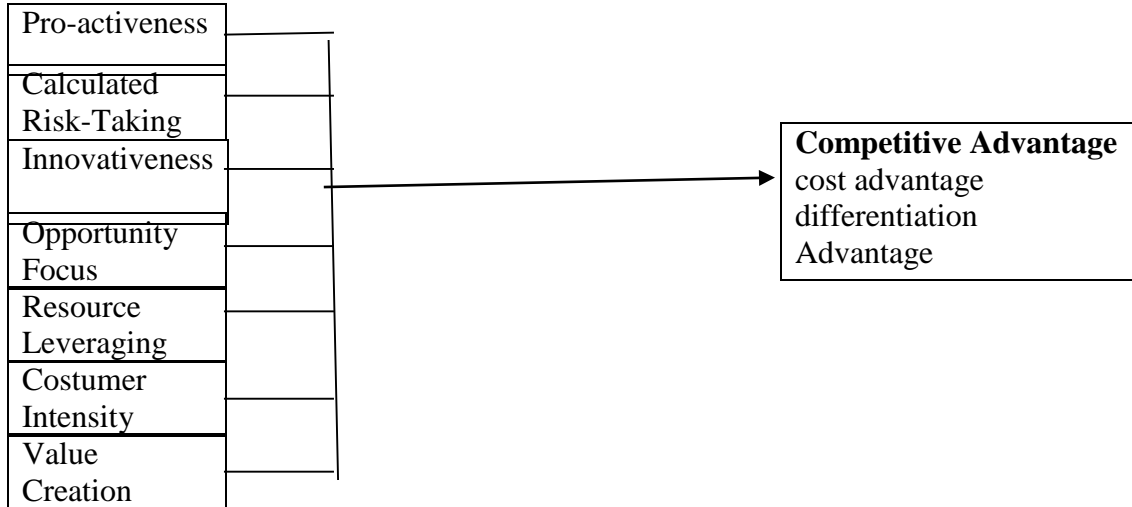 Pro-activeness
Calculated
Risk-Taking
Innovativeness
Opportunity
Focus
Resource
Leveraging
Costumer
Intensity
Value
Creation
Competitive Advantage
cost advantage
differentiation
Advantage